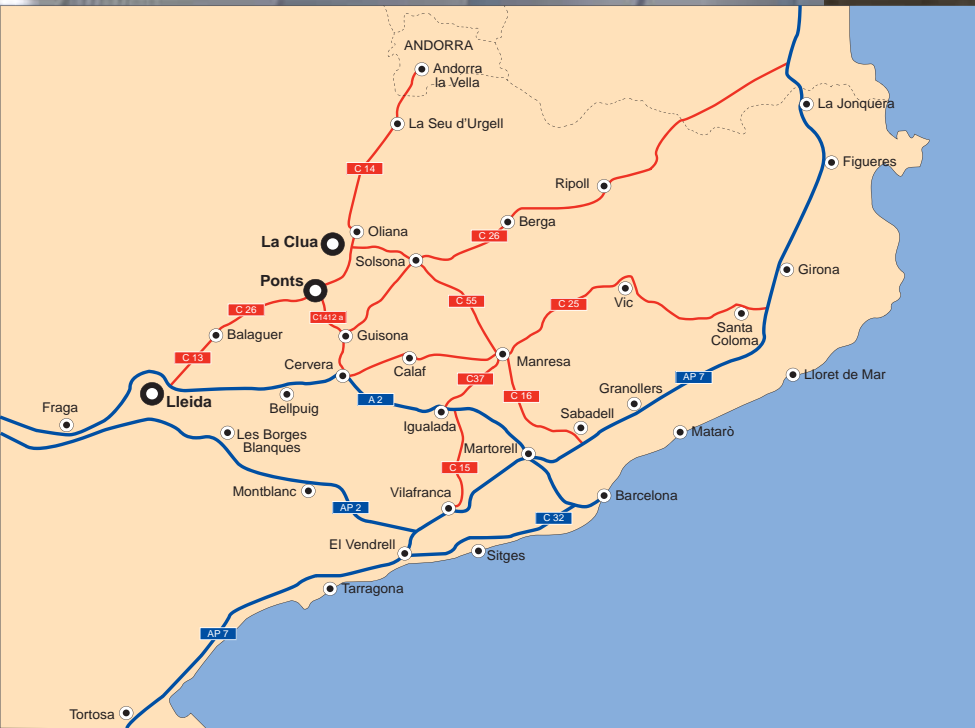 ANDORRA
Andorra
la Vella
La Jonquera
La Seu d'Urgell
Figueres
C 14
Ripoll
Berga
Oliana
C 26
La Clua
Solsona
Girona
Ponts
Vic
C 55
C 25
C 26
C1412 a
Santa
Coloma
Balaguer
Guisona
C 13
Cervera
Calaf
Manresa
C37
AP 7
Lloret de Mar
Granollers
C 16
Lleida
Bellpuig
A 2
Fraga
Igualada
Sabadell
Les Borges
Blanques
Martorell
Matarò
C 15
Montblanc
Vilafranca
Barcelona
AP 2
C 32
El Vendrell
Sitges
Tarragona
AP 7
Tortosa